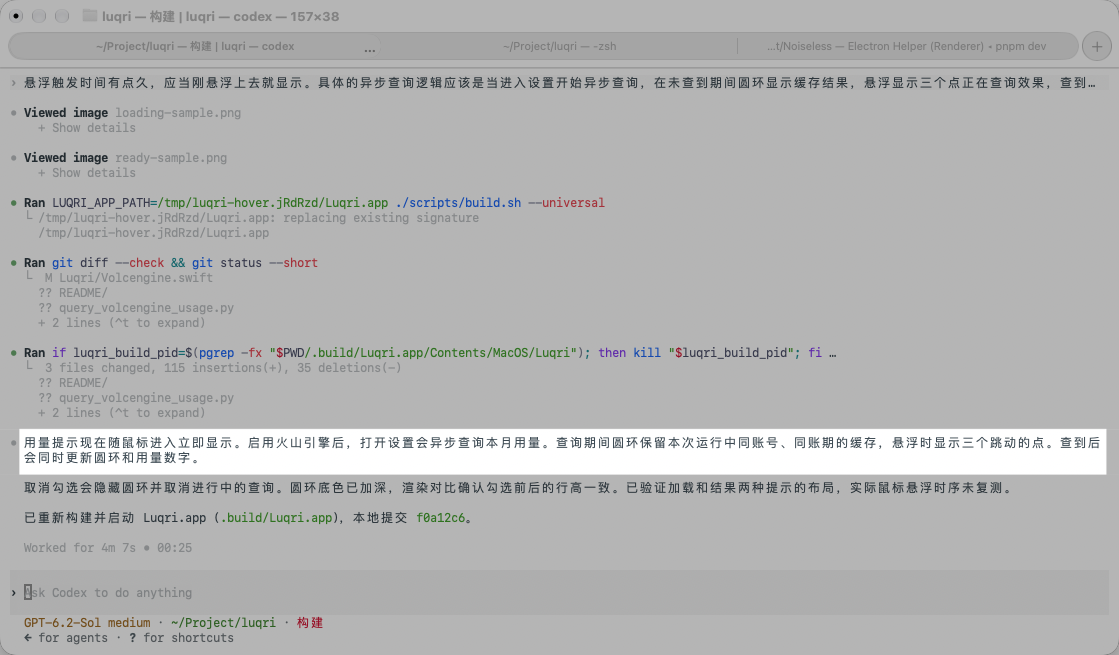 luqri — 构建 | luqri — codex — 157×38
~/Project/luqri — 构建 | luqri — codex ... ~/Project/luqri — -zsh ...t/Noiseless — Electron Helper (Renderer) • pnpm dev +
› 悬浮触发时间有点久，应当刚悬浮上去就显示。具体的异步查询逻辑应该是当进入设置开始异步查询，在未查到期间圆环显示缓存结果，悬浮显示三个点正在查询效果，查到…
• Viewed image loading-sample.png
+ Show details
• Viewed image ready-sample.png
+ Show details
• Ran LUQRI_APP_PATH=/tmp/luqri-hover.jRdRzd/Luqri.app ./scripts/build.sh --universal
└ /tmp/luqri-hover.jRdRzd/Luqri.app: replacing existing signature
/tmp/luqri-hover.jRdRzd/Luqri.app
• Ran git diff --check && git status --short
└  M Luqri/Volcengine.swift
?? README/
?? query_volcengine_usage.py
+ 2 lines (^t to expand)
• Ran if luqri_build_pid=$(pgrep -fx "$PWD/.build/Luqri.app/Contents/MacOS/Luqri"); then kill "$luqri_build_pid"; fi …
└  3 files changed, 115 insertions(+), 35 deletions(-)
?? README/
?? query_volcengine_usage.py
+ 2 lines (^t to expand)
• 用量提示现在随鼠标进入立即显示。启用火山引擎后，打开设置会异步查询本月用量。查询期间圆环保留本次运行中同账号、同账期的缓存，悬浮时显示三个跳动的点。查到后
会同时更新圆环和用量数字。
取消勾选会隐藏圆环并取消进行中的查询。圆环底色已加深，渲染对比确认勾选前后的行高一致。已验证加载和结果两种提示的布局，实际鼠标悬浮时序未复测。
已重新构建并启动 Luqri.app (.build/Luqri.app)，本地提交 f0a12c6。
Worked for 4m 7s • 00:25
› Ask Codex to do anything
GPT-6.2-Sol medium · ~/Project/luqri · 构建
← for agents · ? for shortcuts